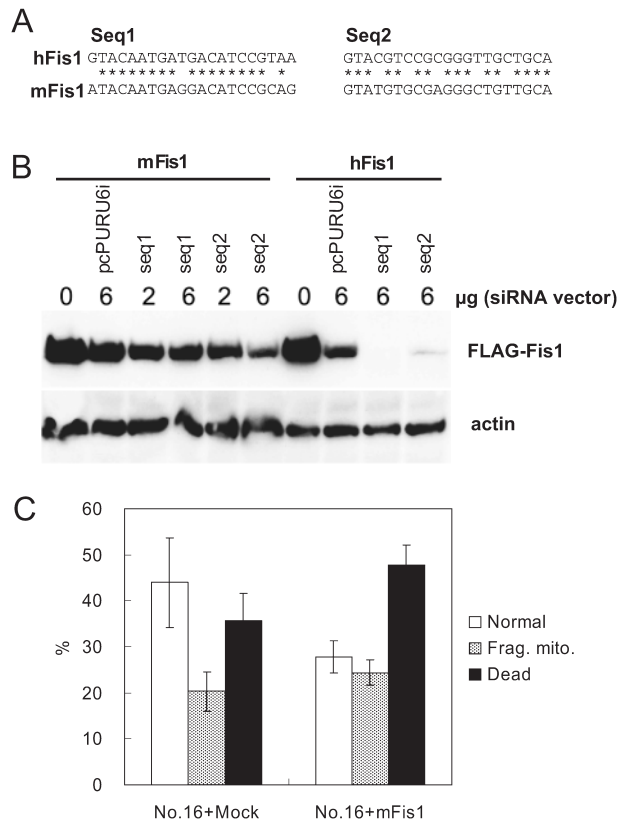 A
Seq1 Seq2
hFis1 GTACAATGATGACATCCGTAA GTACGTCCGCGGGTTGCTGCA
******** ******** * *** ** ** *** ** ****
mFis1 ATACAATGAGGACATCCGCAG GTATGTGCGAGGGCTGTTGCA
B
mFis1 hFis1
pcPURU6i seq1 seq1 seq2 seq2 pcPURU6i seq1 seq2
0 6 2 6 2 6 0 6 6 6 µg (siRNA vector)
FLAG-Fis1
actin
C
60
50
40
30
20
10
0
%
Normal
Frag. mito.
Dead
No.16+Mock No.16+mFis1